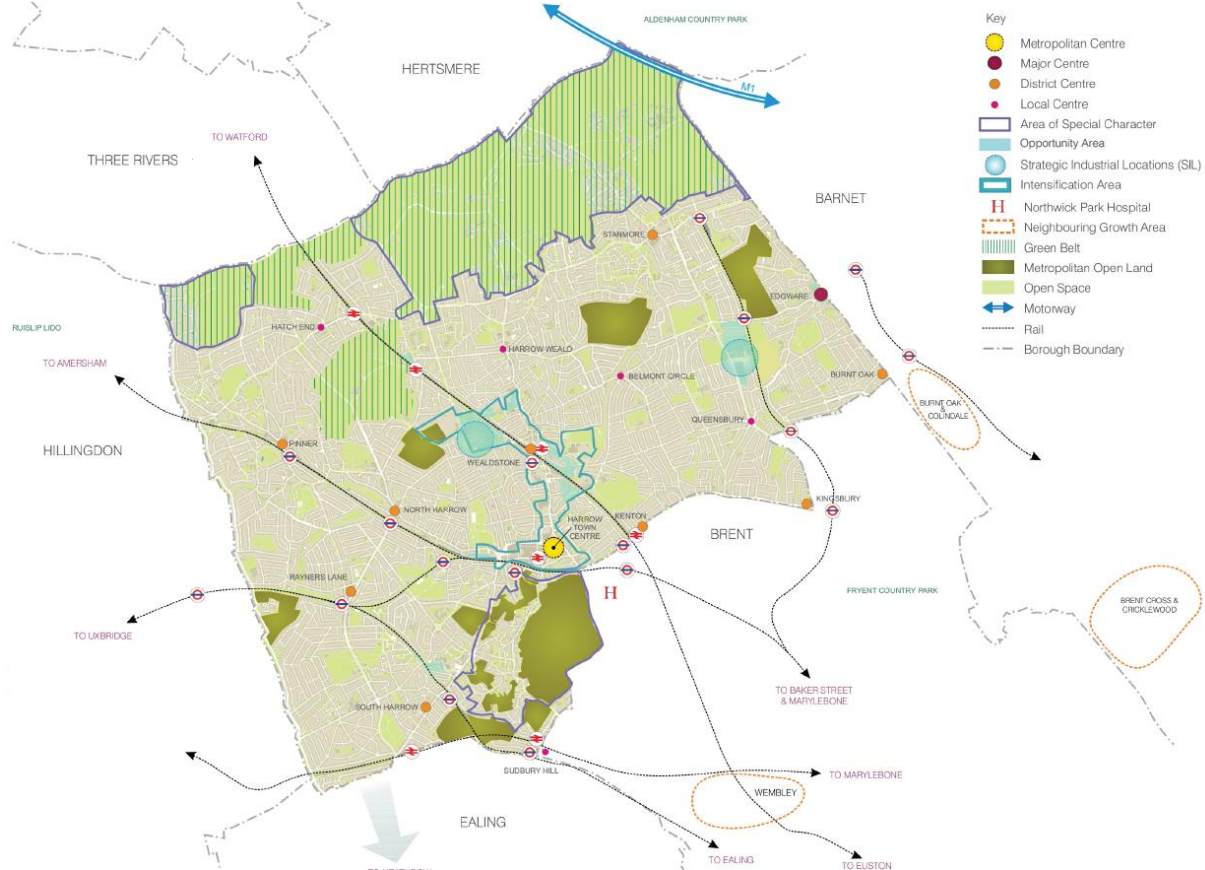 ALDENHAM COUNTRY PARK
HERTSMERE
M1
TO WATFORD
THREE RIVERS
BARNET
STANMORE
EDGWARE
RUISLIP LIDO
HATCH END
HARROW WEALD
TO AMERSHAM
BELMONT CIRCLE
BURNT OAK
BURNT OAK
&
COLINDALE
QUEENSBURY
HILLINGDON
PINNER
WEALDSTONE
NORTH HARROW
KINGSBURY
HARROW
TOWN
CENTRE
KENTON
BRENT
RAYNERS LANE
H
FRYENT COUNTRY PARK
BRENT CROSS &
CRICKLEWOOD
TO UXBRIDGE
TO BAKER STREET
& MARYLEBONE
SOUTH HARROW
SUDBURY HILL
TO MARYLEBONE
WEMBLEY
EALING
TO EALING
TO EUSTON
Key
Metropolitan Centre
Major Centre
District Centre
Local Centre
Area of Special Character
Opportunity Area
Strategic Industrial Locations (SIL)
Intensification Area
H Northwick Park Hospital
Neighbouring Growth Area
Green Belt
Metropolitan Open Land
Open Space
Motorway
Rail
Borough Boundary